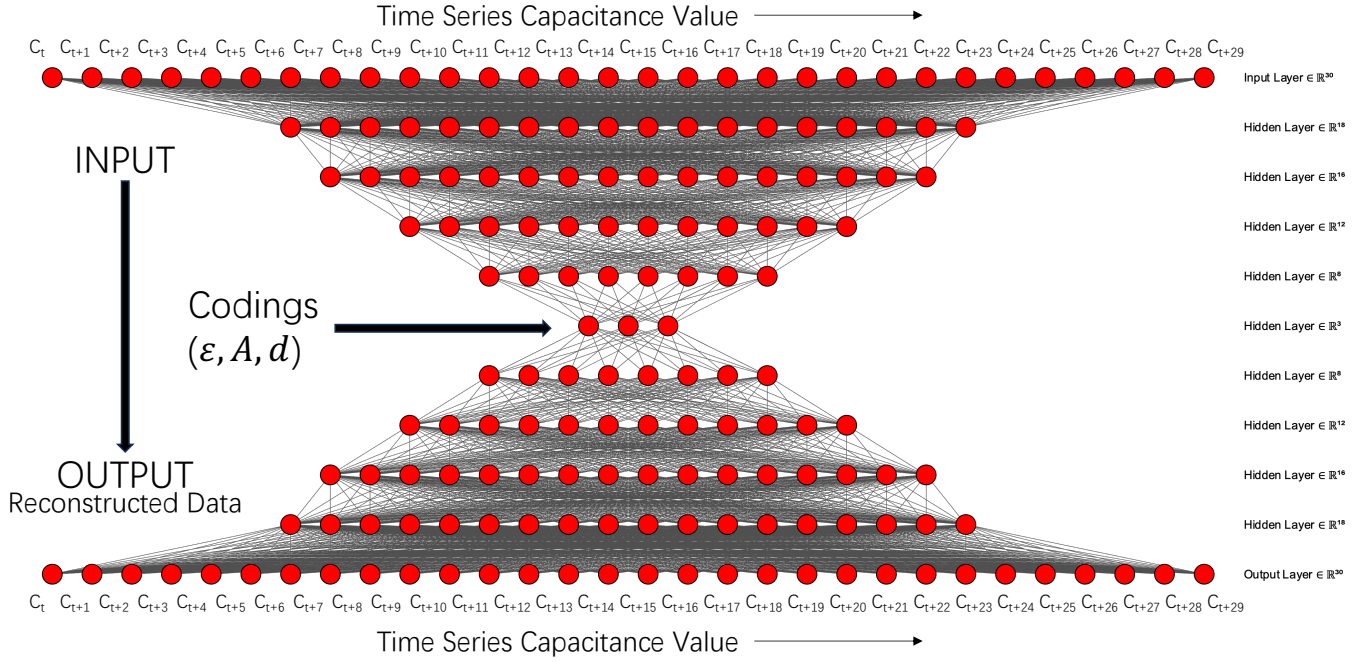 Time Series Capacitance Value
Cₜ Cₜ₊₁ Cₜ₊₂ Cₜ₊₃ Cₜ₊₄ Cₜ₊₅ Cₜ₊₆ Cₜ₊₇ Cₜ₊₈ Cₜ₊₉ Cₜ₊₁₀ Cₜ₊₁₁ Cₜ₊₁₂ Cₜ₊₁₃ Cₜ₊₁₄ Cₜ₊₁₅ Cₜ₊₁₆ Cₜ₊₁₇ Cₜ₊₁₈ Cₜ₊₁₉ Cₜ₊₂₀ Cₜ₊₂₁ Cₜ₊₂₂ Cₜ₊₂₃ Cₜ₊₂₄ Cₜ₊₂₅ Cₜ₊₂₆ Cₜ₊₂₇ Cₜ₊₂₈ Cₜ₊₂₉
Input Layer ∈ ℝ³⁰
Hidden Layer ∈ ℝ¹⁸
INPUT
Hidden Layer ∈ ℝ¹⁶
Hidden Layer ∈ ℝ¹²
Hidden Layer ∈ ℝ⁸
Codings
(ε, A, d)
Hidden Layer ∈ ℝ³
Hidden Layer ∈ ℝ⁸
Hidden Layer ∈ ℝ¹²
OUTPUT
Reconstructed Data
Hidden Layer ∈ ℝ¹⁶
Hidden Layer ∈ ℝ¹⁸
Output Layer ∈ ℝ³⁰
Cₜ Cₜ₊₁ Cₜ₊₂ Cₜ₊₃ Cₜ₊₄ Cₜ₊₅ Cₜ₊₆ Cₜ₊₇ Cₜ₊₈ Cₜ₊₉ Cₜ₊₁₀ Cₜ₊₁₁ Cₜ₊₁₂ Cₜ₊₁₃ Cₜ₊₁₄ Cₜ₊₁₅ Cₜ₊₁₆ Cₜ₊₁₇ Cₜ₊₁₈ Cₜ₊₁₉ Cₜ₊₂₀ Cₜ₊₂₁ Cₜ₊₂₂ Cₜ₊₂₃ Cₜ₊₂₄ Cₜ₊₂₅ Cₜ₊₂₆ Cₜ₊₂₇ Cₜ₊₂₈ Cₜ₊₂₉
Time Series Capacitance Value